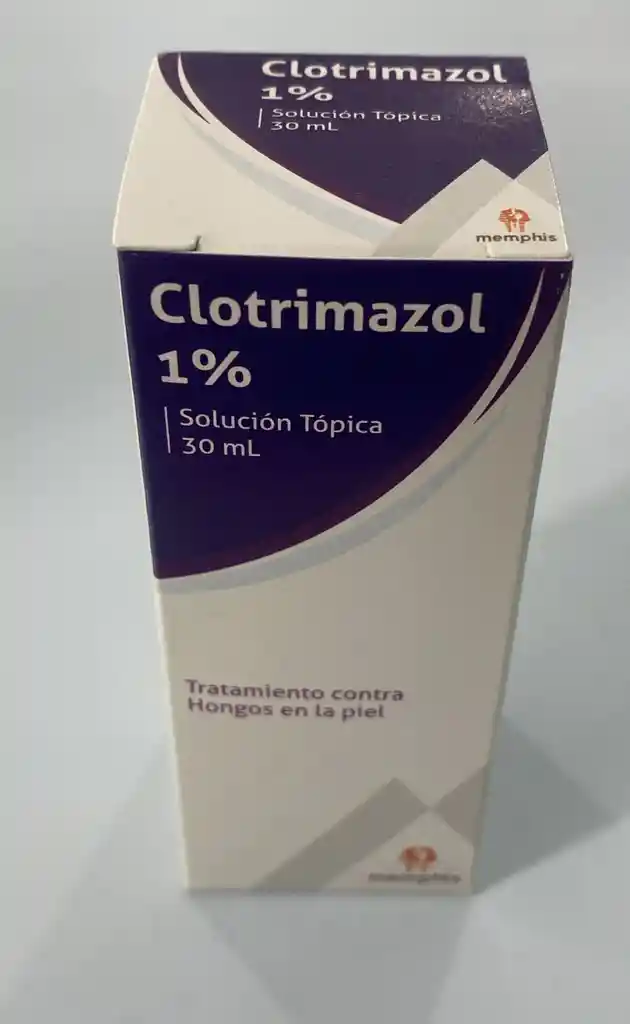 Clotrimazol
1%
Solución Tópica
30 mL
memphis
Clotrimazol
1%
Solución Tópica
30 mL
Tratamiento contra
Hongos en la piel
memphis